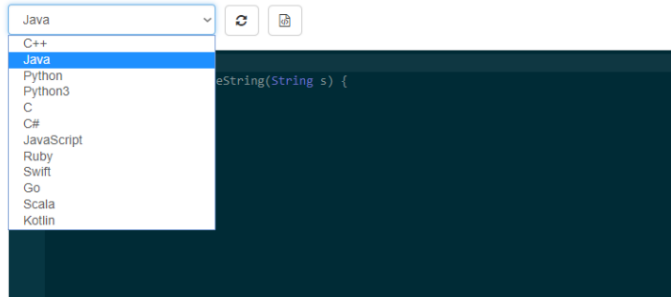 Java
C++
Java
Python
Python3
C
C#
JavaScript
Ruby
Swift
Go
Scala
Kotlin
eString(String s) {